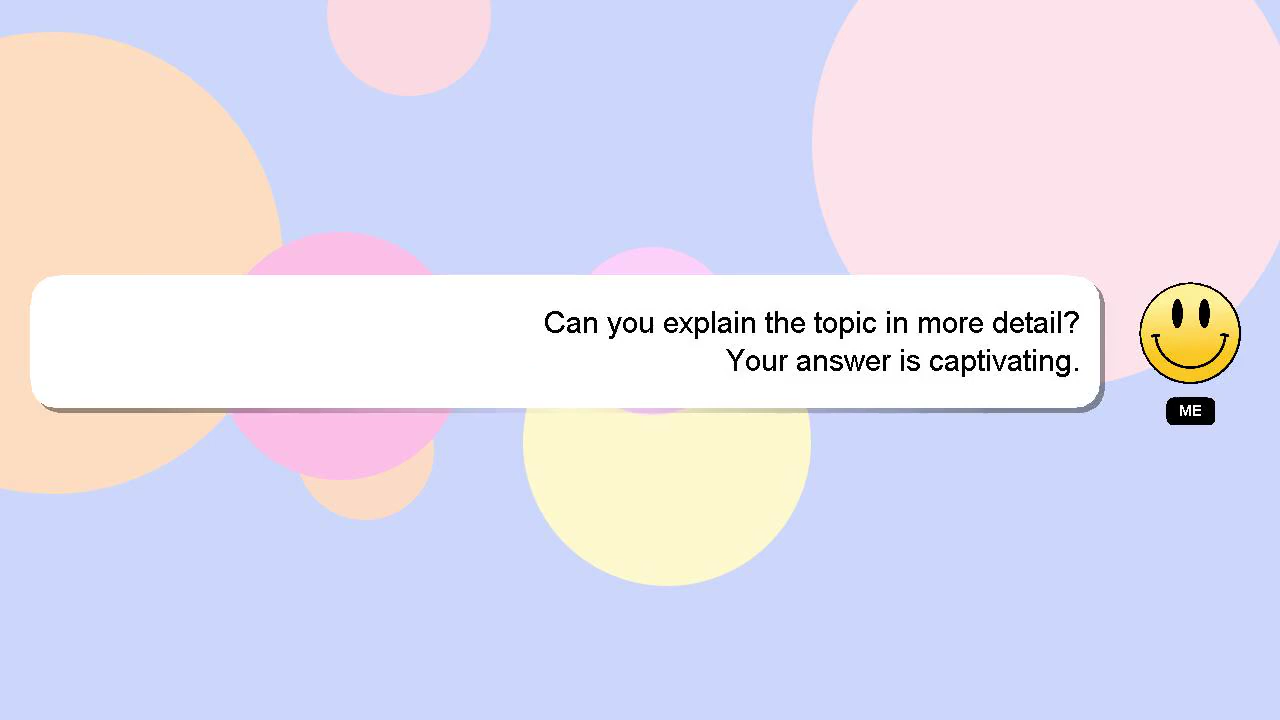 Can you explain the topic in more detail?
Your answer is captivating.
ME